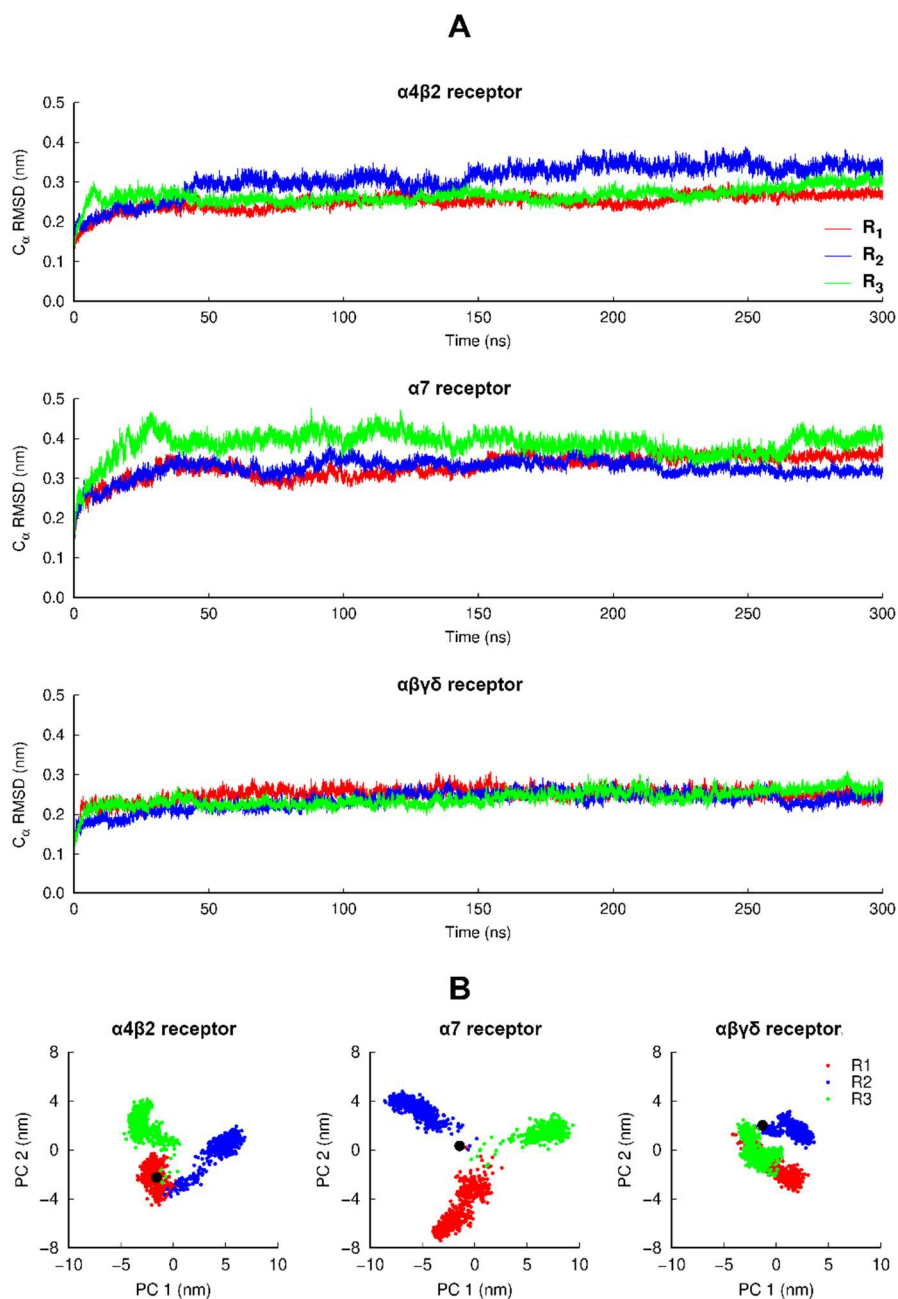 A
α4β2 receptor
0.5
0.4
0.3
0.2
0.1
0.0
Cα RMSD (nm)
R1
R2
R3
0 50 100 150 200 250 300
Time (ns)
α7 receptor
0.5
0.4
0.3
0.2
0.1
0.0
Cα RMSD (nm)
0 50 100 150 200 250 300
Time (ns)
αβγδ receptor
0.5
0.4
0.3
0.2
0.1
0.0
Cα RMSD (nm)
0 50 100 150 200 250 300
Time (ns)
B
α4β2 receptor
8
4
0
−4
−8
PC 2 (nm)
−10 −5 0 5 10
PC 1 (nm)
α7 receptor
8
4
0
−4
−8
PC 2 (nm)
−10 −5 0 5 10
PC 1 (nm)
αβγδ receptor
R1
R2
R3
8
4
0
−4
−8
PC 2 (nm)
−10 −5 0 5 10
PC 1 (nm)